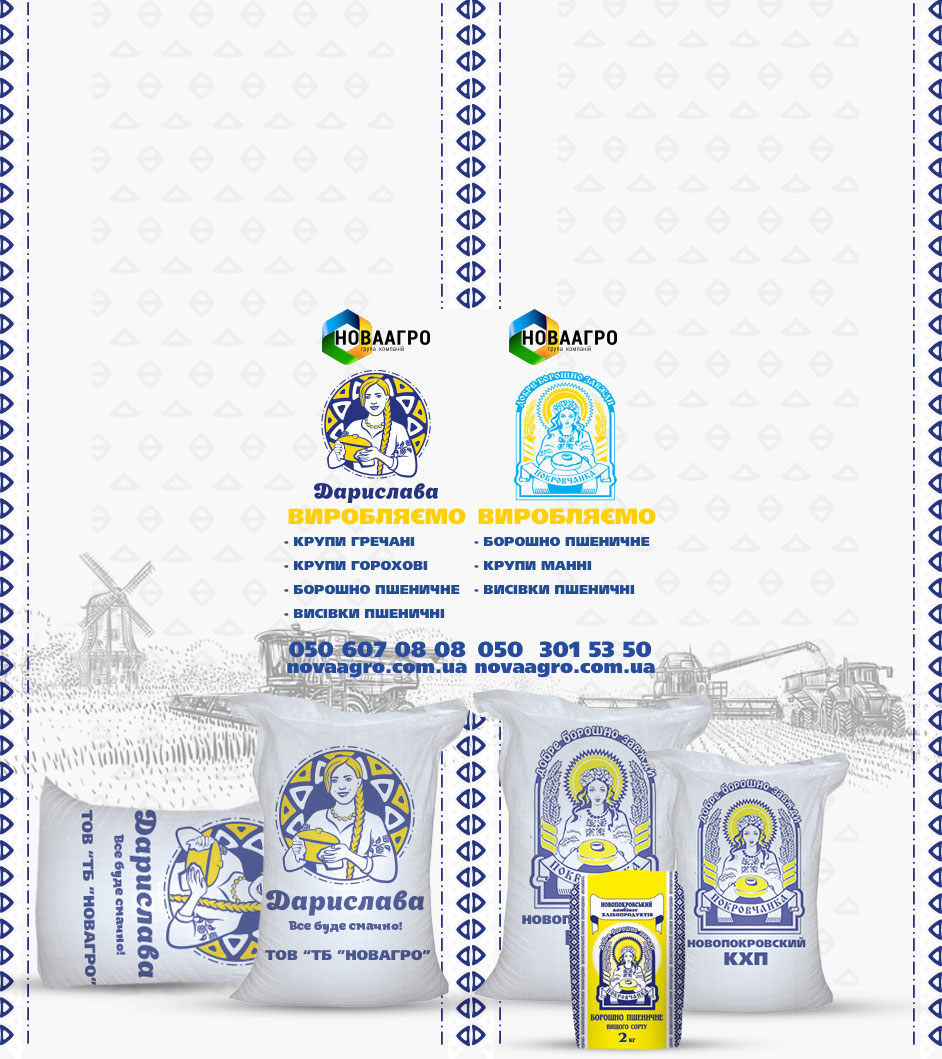 НОВААГРО
група компаній
Дарислава
ВИРОБЛЯЄМО
- КРУПИ ГРЕЧАНІ
- КРУПИ ГОРОХОВІ
- БОРОШНО ПШЕНИЧНЕ
- ВИСІВКИ ПШЕНИЧНІ
050 607 08 08
novaagro.com.ua
НОВААГРО
група компаній
ДОБРЕ БОРОШНО ЗАВЖДИ
ПОКРОВЧАНКА
ВИРОБЛЯЄМО
- БОРОШНО ПШЕНИЧНЕ
- КРУПИ МАННІ
- ВИСІВКИ ПШЕНИЧНІ
050 301 53 50
novaagro.com.ua
Дарислава
Все буде смачно!
ТОВ "ТБ "НОВАГРО"
Дарислава
Все буде смачно!
ТОВ "ТБ "НОВАГРО"
ДОБРЕ БОРОШНО ЗАВЖДИ
ПОКРОВЧАНКА
НОВОП
ДОБРЕ БОРОШНО ЗАВЖДИ
ПОКРОВЧАНКА
НОВОПОКРОВСКИЙ
КХП
НОВОПОКРОВСЬКИЙ
комбінат
ХЛІБОПРОДУКТІВ
ПОКРОВЧАНКА
БОРОШНО ПШЕНИЧНЕ
ВИЩОГО СОРТУ
2 кг